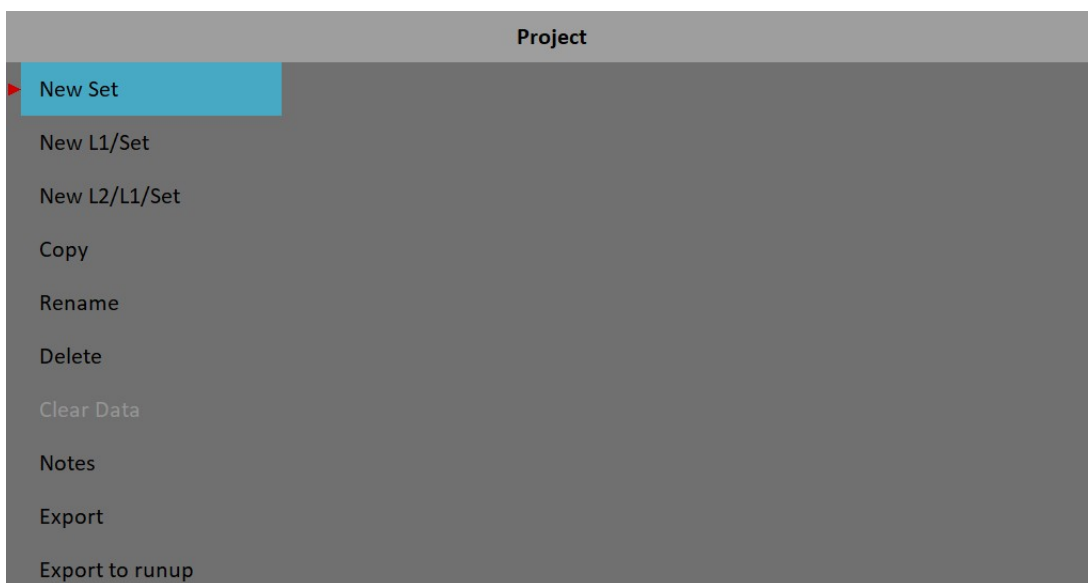 Project
New Set
New L1/Set
New L2/L1/Set
Copy
Rename
Delete
Clear Data
Notes
Export
Export to runup